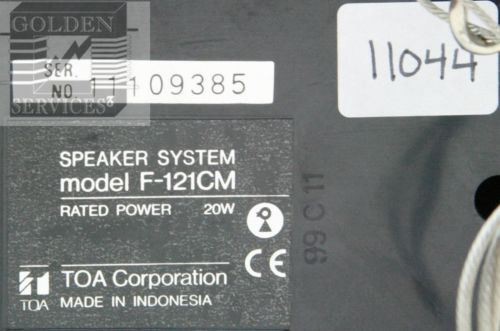 GOLDEN
SERVICES³
SER.
NO. 11109385
11044
SPEAKER SYSTEM
model F-121CM
RATED POWER 20W
CE
TOA
TOA Corporation
MADE IN INDONESIA
99 C 11